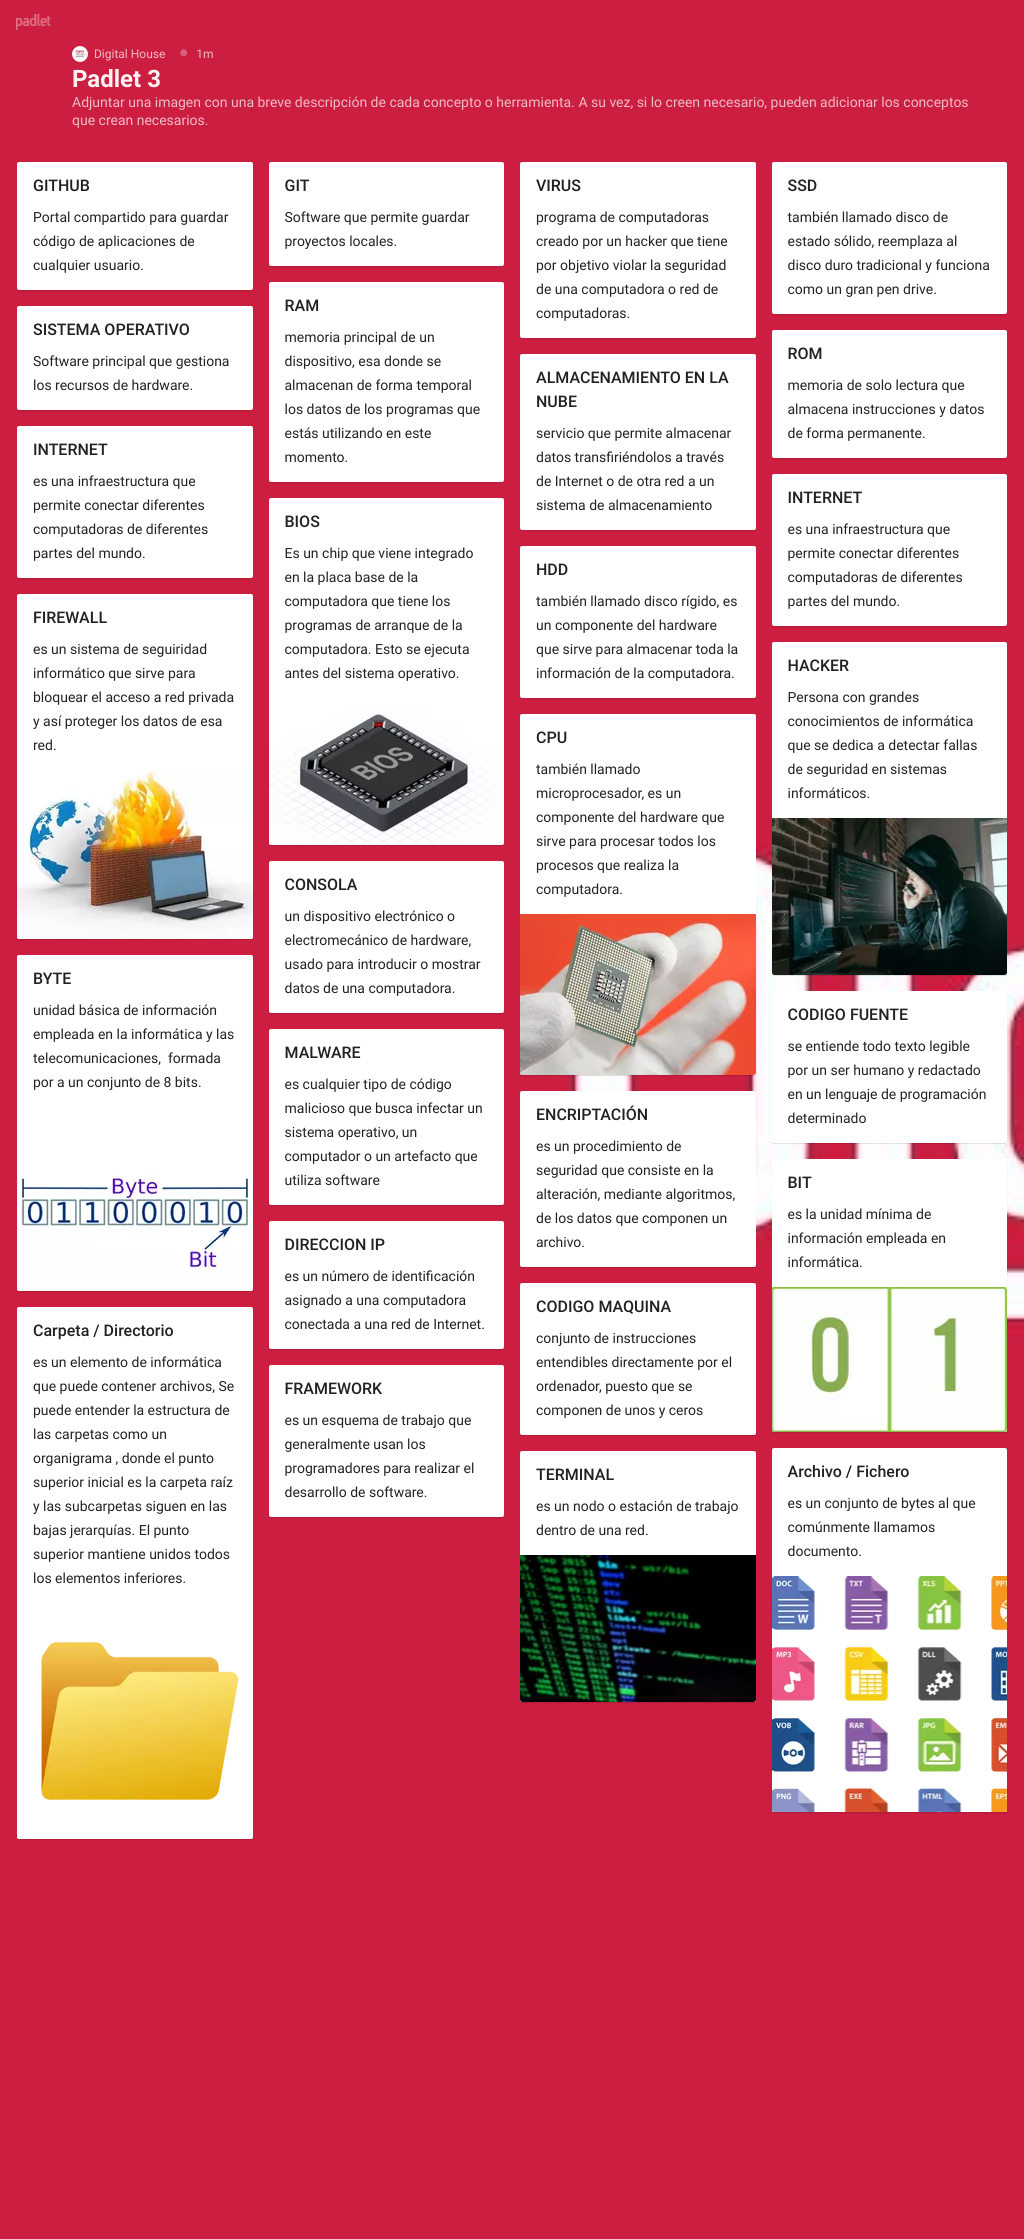 padlet
Digital House 1m
Padlet 3
Adjuntar una imagen con una breve descripción de cada concepto o herramienta. A su vez, si lo creen necesario, pueden adicionar los conceptos
que crean necesarios.
GITHUB
Portal compartido para guardar
código de aplicaciones de
cualquier usuario.
SISTEMA OPERATIVO
Software principal que gestiona
los recursos de hardware.
INTERNET
es una infraestructura que
permite conectar diferentes
computadoras de diferentes
partes del mundo.
FIREWALL
es un sistema de seguiridad
informático que sirve para
bloquear el acceso a red privada
y así proteger los datos de esa
red.
BYTE
unidad básica de información
empleada en la informática y las
telecomunicaciones, formada
por a un conjunto de 8 bits.
Byte
0 1 1 0 0 0 1 0
Bit
Carpeta / Directorio
es un elemento de informática
que puede contener archivos, Se
puede entender la estructura de
las carpetas como un
organigrama , donde el punto
superior inicial es la carpeta raíz
y las subcarpetas siguen en las
bajas jerarquías. El punto
superior mantiene unidos todos
los elementos inferiores.
GIT
Software que permite guardar
proyectos locales.
RAM
memoria principal de un
dispositivo, esa donde se
almacenan de forma temporal
los datos de los programas que
estás utilizando en este
momento.
BIOS
Es un chip que viene integrado
en la placa base de la
computadora que tiene los
programas de arranque de la
computadora. Esto se ejecuta
antes del sistema operativo.
BIOS
CONSOLA
un dispositivo electrónico o
electromecánico de hardware,
usado para introducir o mostrar
datos de una computadora.
MALWARE
es cualquier tipo de código
malicioso que busca infectar un
sistema operativo, un
computador o un artefacto que
utiliza software
DIRECCION IP
es un número de identificación
asignado a una computadora
conectada a una red de Internet.
FRAMEWORK
es un esquema de trabajo que
generalmente usan los
programadores para realizar el
desarrollo de software.
VIRUS
programa de computadoras
creado por un hacker que tiene
por objetivo violar la seguridad
de una computadora o red de
computadoras.
ALMACENAMIENTO EN LA
NUBE
servicio que permite almacenar
datos transfiriéndolos a través
de Internet o de otra red a un
sistema de almacenamiento
HDD
también llamado disco rígido, es
un componente del hardware
que sirve para almacenar toda la
información de la computadora.
CPU
también llamado
microprocesador, es un
componente del hardware que
sirve para procesar todos los
procesos que realiza la
computadora.
ENCRIPTACIÓN
es un procedimiento de
seguridad que consiste en la
alteración, mediante algoritmos,
de los datos que componen un
archivo.
CODIGO MAQUINA
conjunto de instrucciones
entendibles directamente por el
ordenador, puesto que se
componen de unos y ceros
TERMINAL
es un nodo o estación de trabajo
dentro de una red.
SSD
también llamado disco de
estado sólido, reemplaza al
disco duro tradicional y funciona
como un gran pen drive.
ROM
memoria de solo lectura que
almacena instrucciones y datos
de forma permanente.
INTERNET
es una infraestructura que
permite conectar diferentes
computadoras de diferentes
partes del mundo.
HACKER
Persona con grandes
conocimientos de informática
que se dedica a detectar fallas
de seguridad en sistemas
informáticos.
CODIGO FUENTE
se entiende todo texto legible
por un ser humano y redactado
en un lenguaje de programación
determinado
BIT
es la unidad mínima de
información empleada en
informática.
0 1
Archivo / Fichero
es un conjunto de bytes al que
comúnmente llamamos
documento.
DOC TXT XLS PPT
W T
MP3 CSV DLL MO
VOB RAR JPG EM
PNG EXE HTML EPS